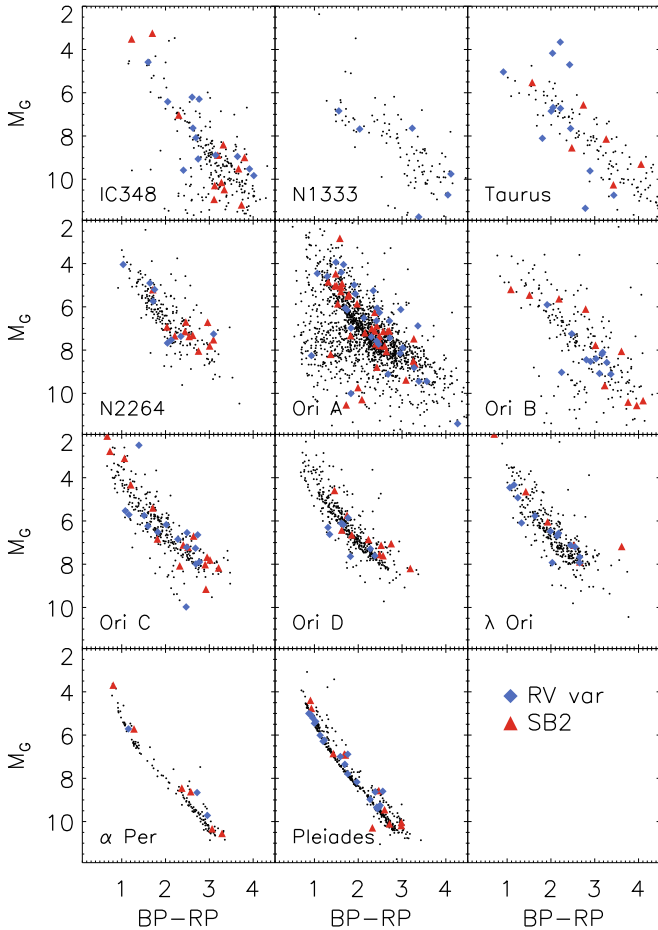 2
4
6
8
10
M_G
IC348
N1333
Taurus
2
4
6
8
10
M_G
N2264
Ori A
Ori B
2
4
6
8
10
M_G
Ori C
Ori D
λ Ori
2
4
6
8
10
M_G
α Per
Pleiades
RV var
SB2
1 2 3 4
1 2 3 4
1 2 3 4
BP−RP
BP−RP
BP−RP